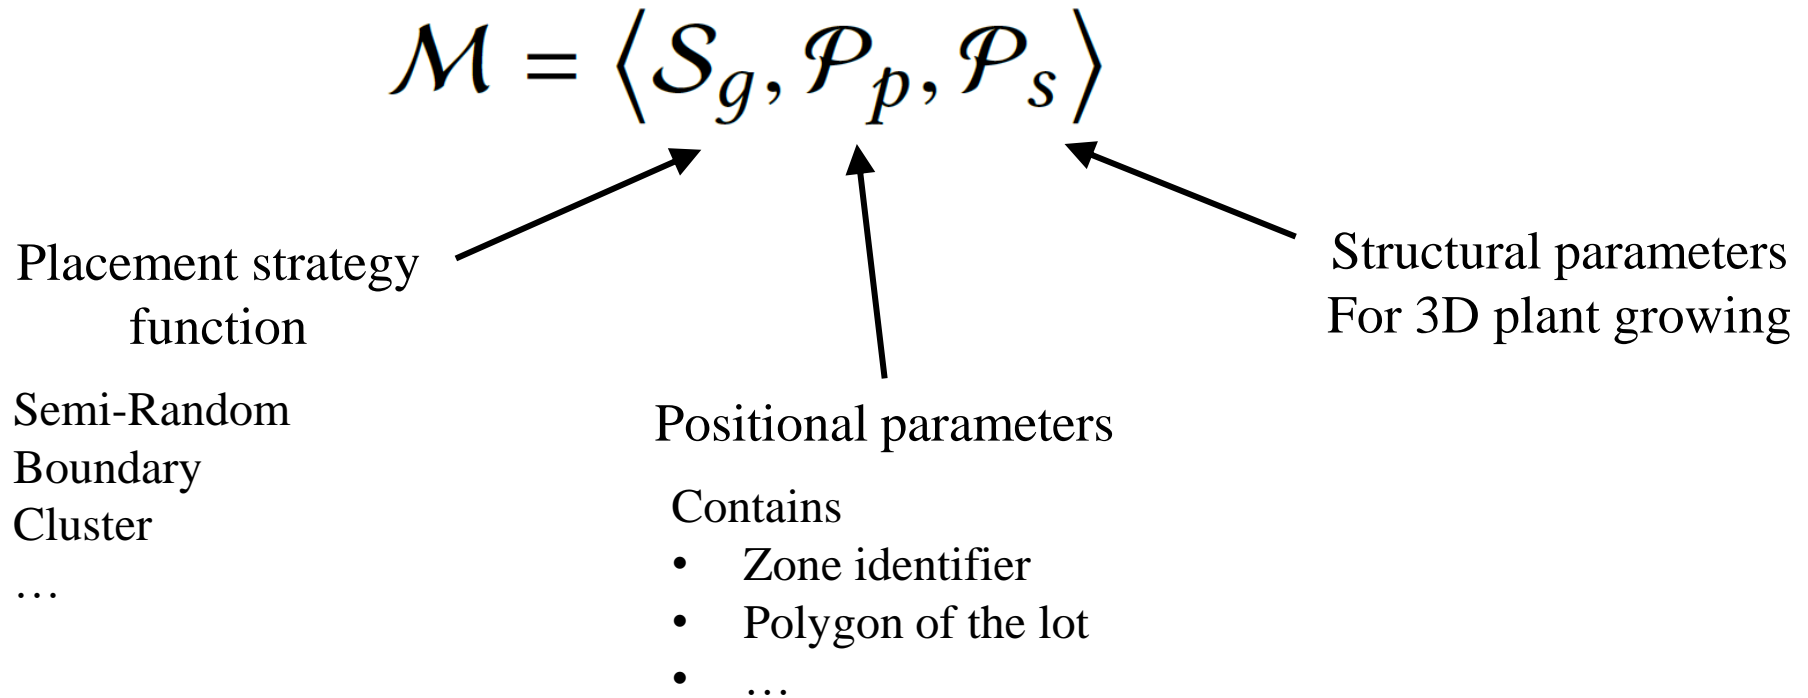 ℳ = ⟨𝒮_g, 𝒫_p, 𝒫_s⟩
Placement strategy
function
Semi-Random
Boundary
Cluster
…
Positional parameters
Contains
• Zone identifier
• Polygon of the lot
• …
Structural parameters
For 3D plant growing